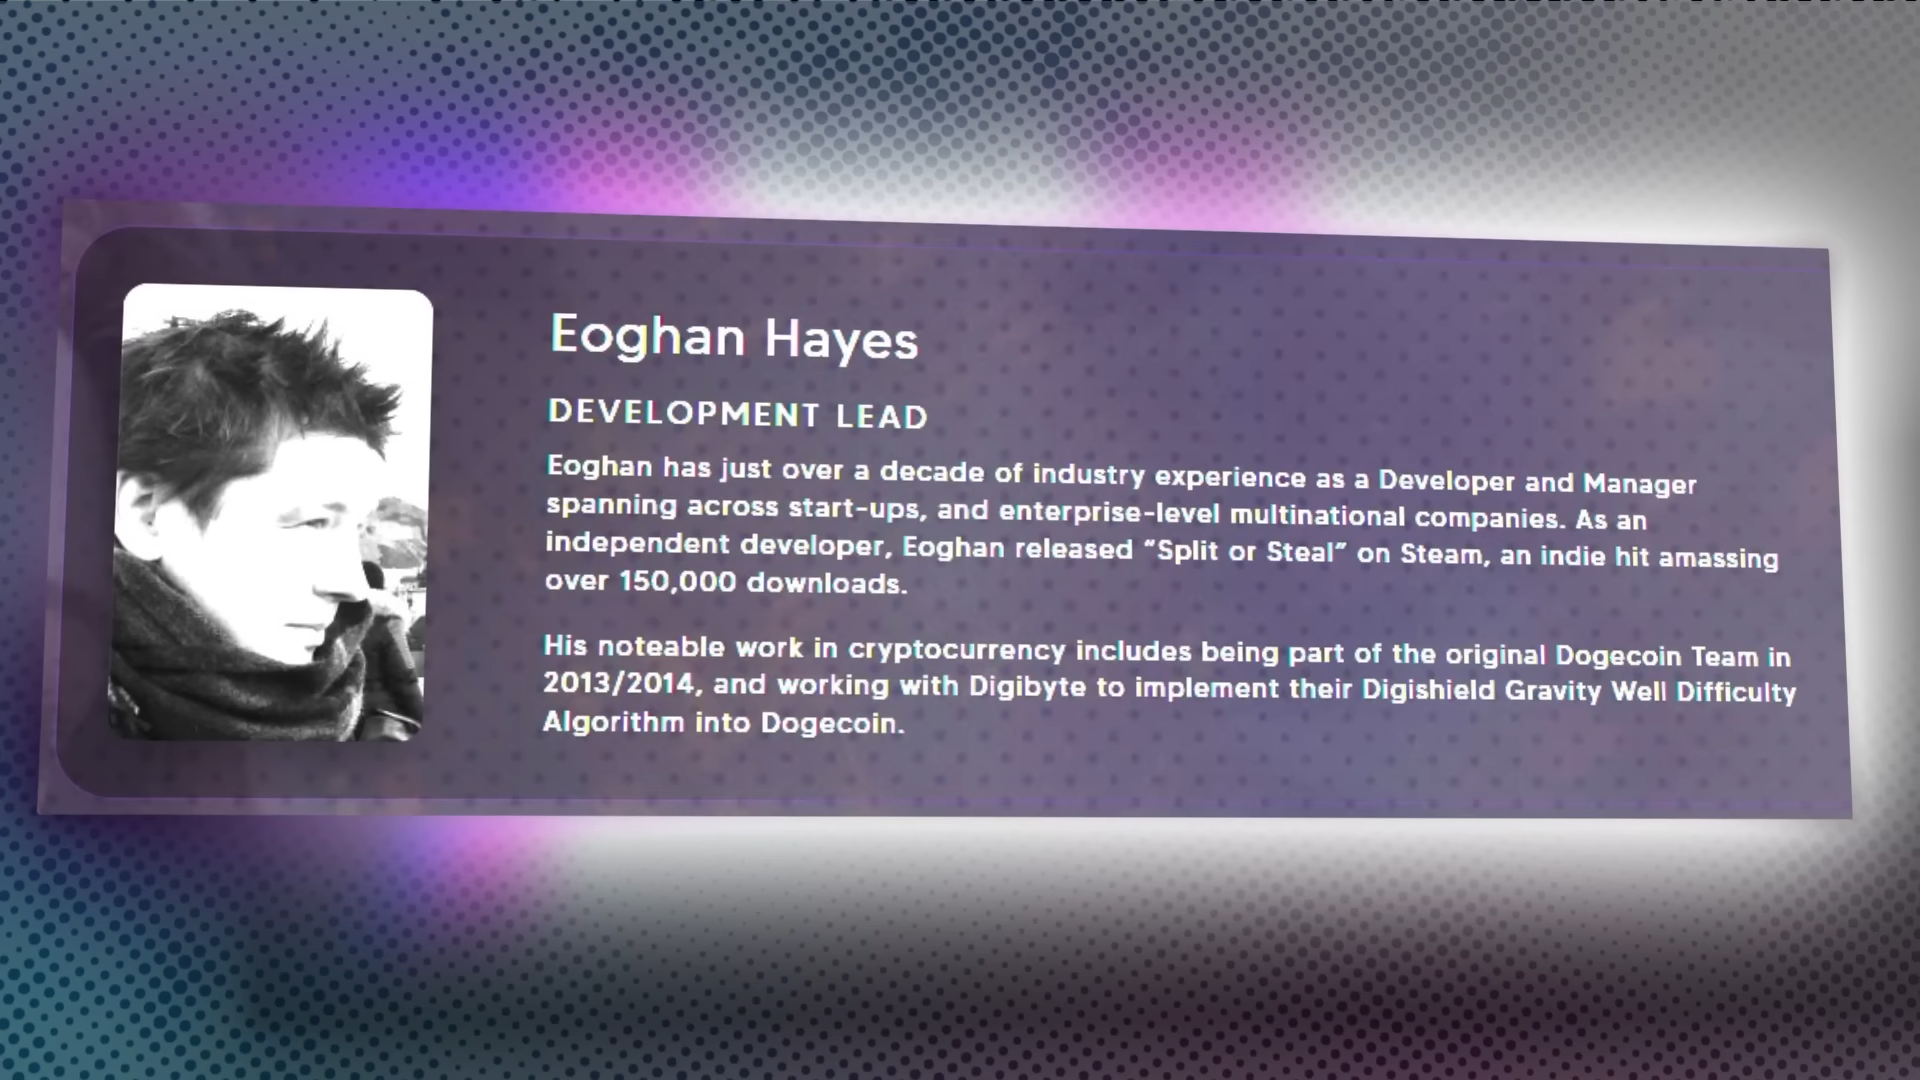 Eoghan Hayes
DEVELOPMENT LEAD
Eoghan has just over a decade of industry experience as a Developer and Manager
spanning across start-ups, and enterprise-level multinational companies. As an
independent developer, Eoghan released “Split or Steal” on Steam, an indie hit amassing
over 150,000 downloads.
His noteable work in cryptocurrency includes being part of the original Dogecoin Team in
2013/2014, and working with Digibyte to implement their Digishield Gravity Well Difficulty
Algorithm into Dogecoin.